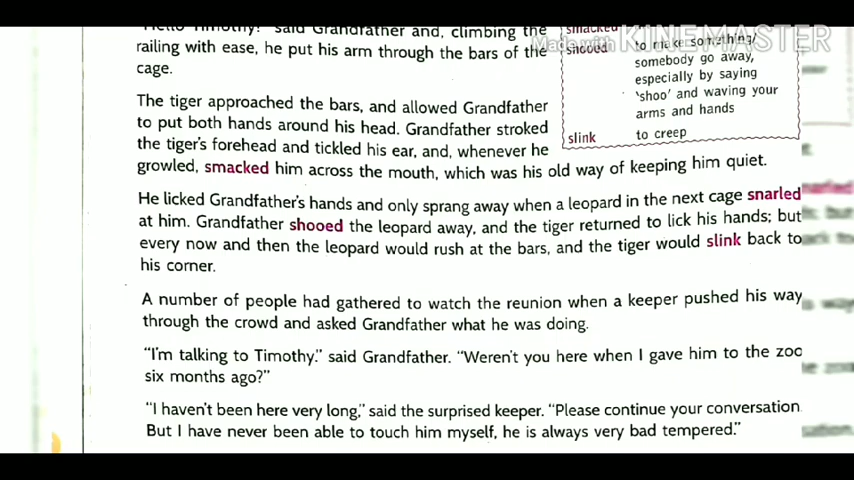 "Hello Timothy!" said Grandfather and, climbing the
railing with ease, he put his arm through the bars of the
cage.
smacked
shooed to make something/
somebody go away,
especially by saying
'shoo' and waving your
arms and hands
slink to creep
Made with KINEMASTER
The tiger approached the bars, and allowed Grandfather
to put both hands around his head. Grandfather stroked
the tiger's forehead and tickled his ear, and, whenever he
growled, smacked him across the mouth, which was his old way of keeping him quiet.
He licked Grandfather's hands and only sprang away when a leopard in the next cage snarled
at him. Grandfather shooed the leopard away, and the tiger returned to lick his hands; but
every now and then the leopard would rush at the bars, and the tiger would slink back to
his corner.
A number of people had gathered to watch the reunion when a keeper pushed his way
through the crowd and asked Grandfather what he was doing.
"I'm talking to Timothy." said Grandfather. "Weren't you here when I gave him to the zoo
six months ago?"
"I haven't been here very long," said the surprised keeper. "Please continue your conversation
But I have never been able to touch him myself, he is always very bad tempered."